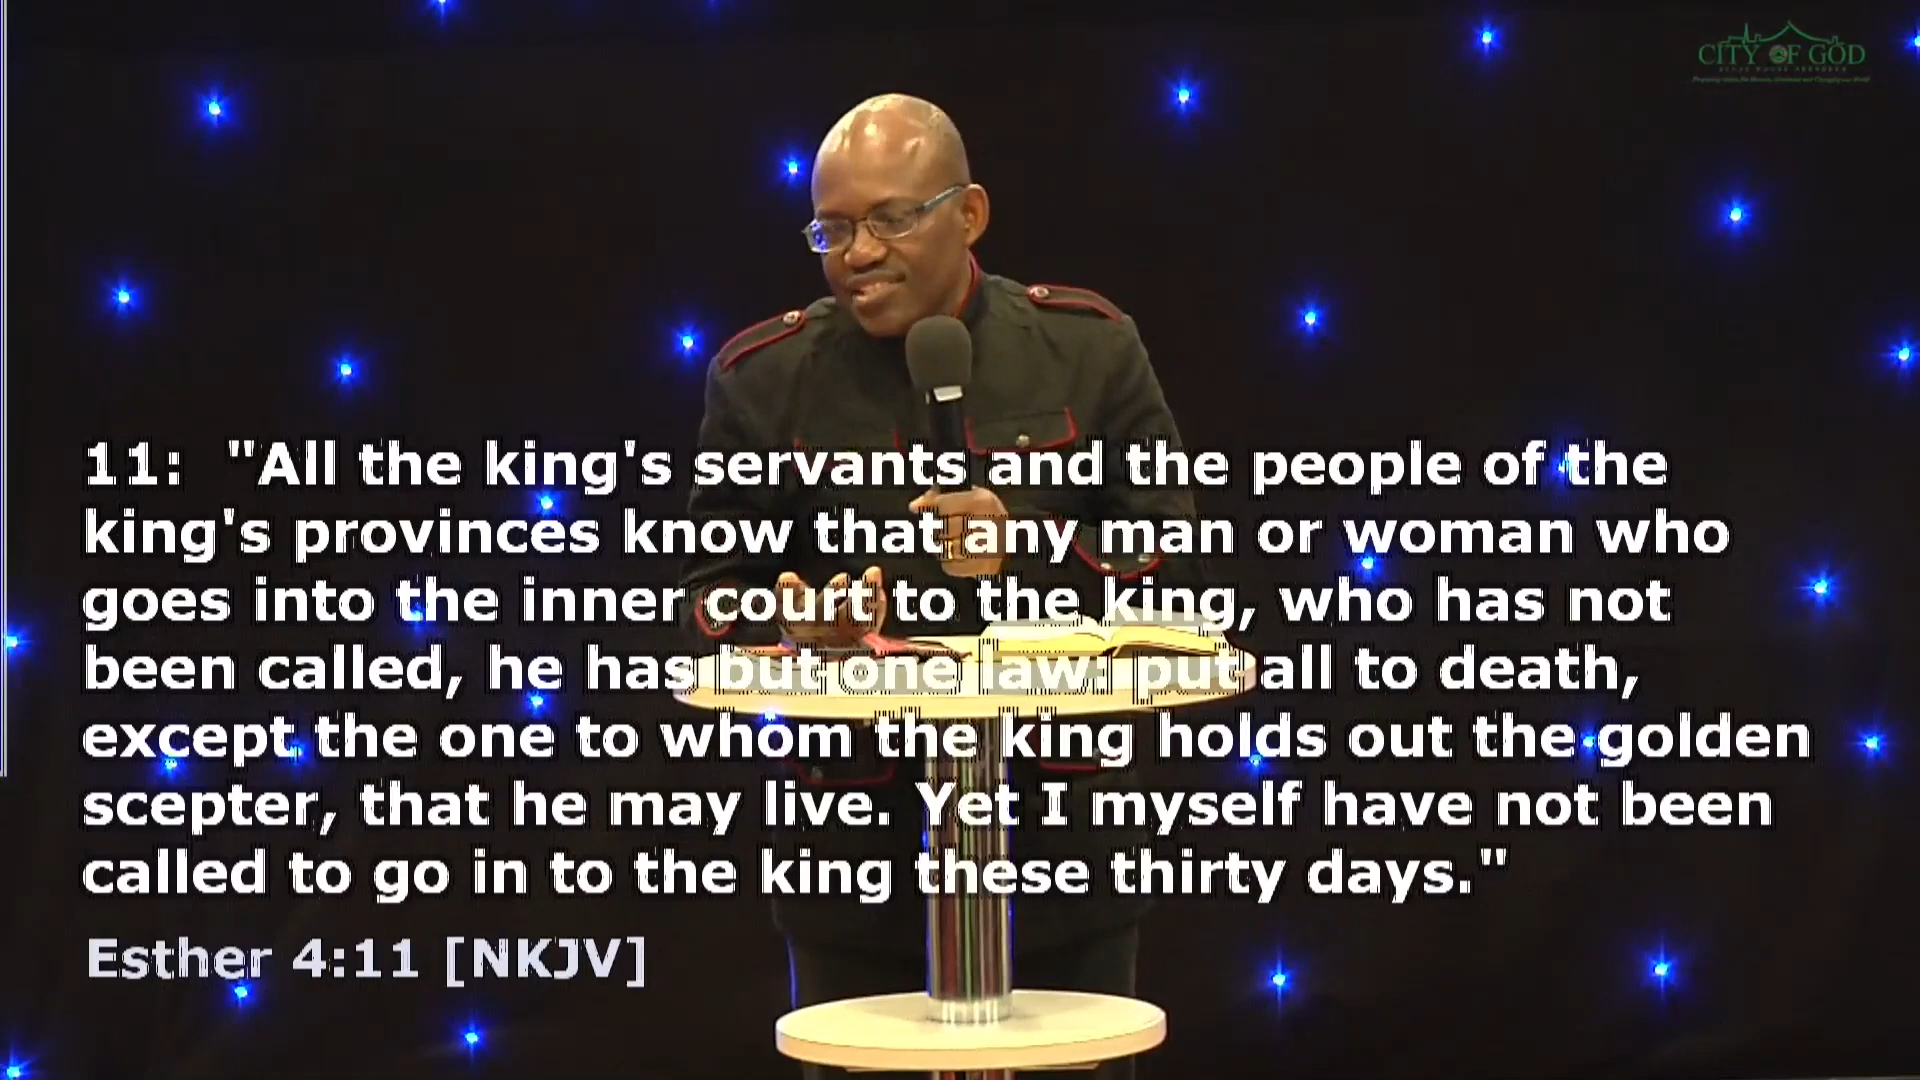 CITY OF GOD
11: "All the king's servants and the people of the
king's provinces know that any man or woman who
goes into the inner court to the king, who has not
been called, he has but one law: put all to death,
except the one to whom the king holds out the golden
scepter, that he may live. Yet I myself have not been
called to go in to the king these thirty days."
Esther 4:11 [NKJV]